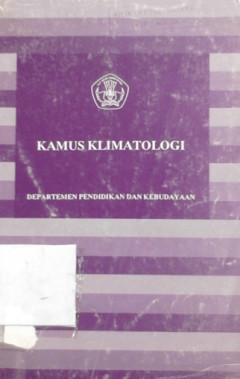 KAMUS KLIMATOLOGI
DEPARTEMEN PENDIDIKAN DAN KEBUDAYAAN